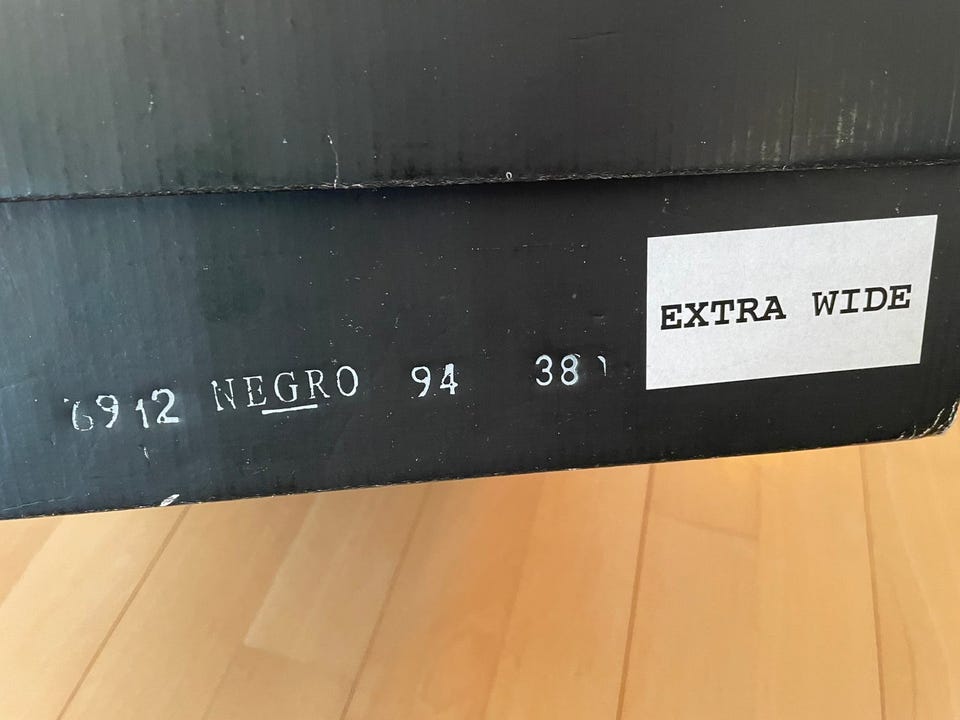 6912 NEGRO 94 38
EXTRA WIDE